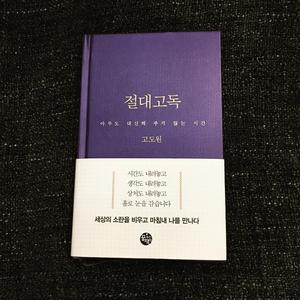 절대고독
아무도 대신해 주지 않는 시간
고도원
시간도 내려놓고
생각도 내려놓고
상처도 내려놓고
홀로 눈을 감습니다
세상의 소란을 비우고 마침내 나를 만나다